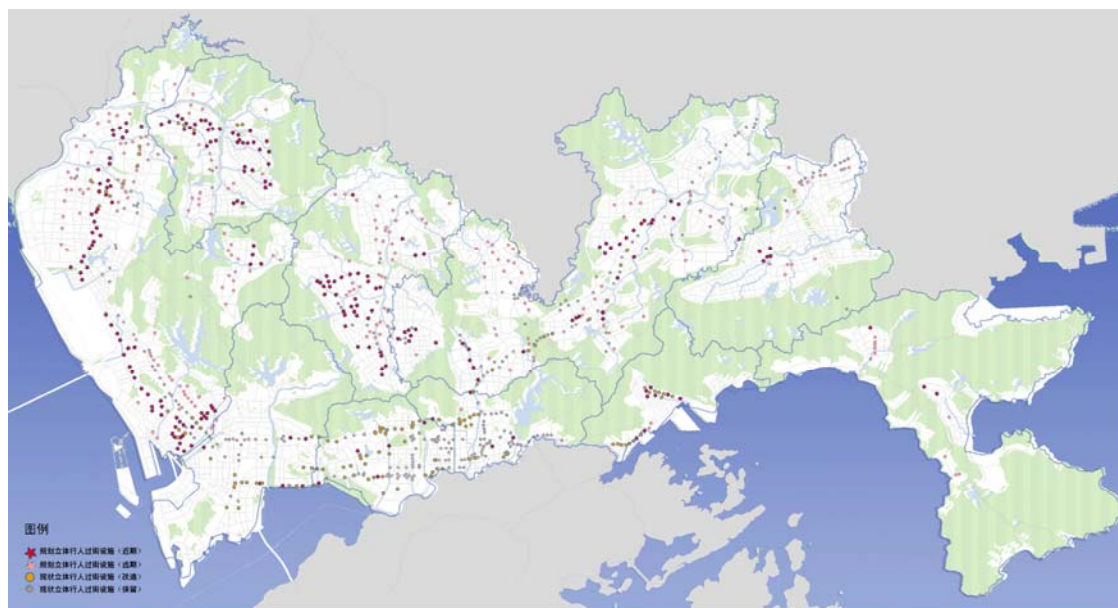 图例
规划立体行人过街设施（近期）
规划立体行人过街设施（远期）
现状立体行人过街设施（改造）
现状立体行人过街设施（保留）